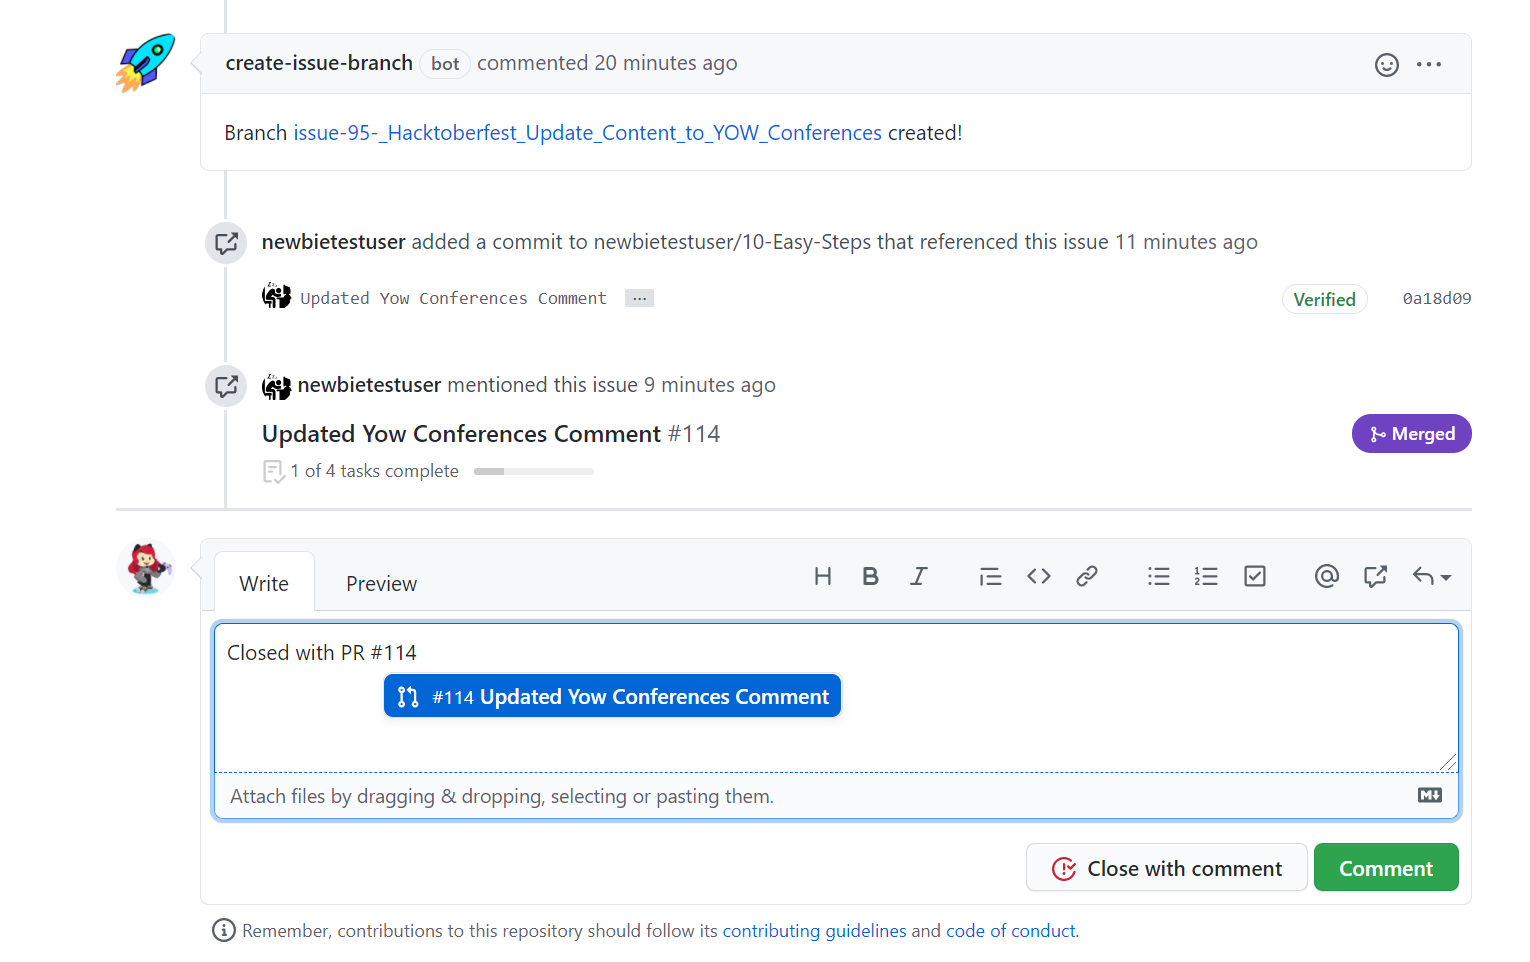 create-issue-branch bot commented 20 minutes ago
Branch issue-95-_Hacktoberfest_Update_Content_to_YOW_Conferences created!
newbietestuser added a commit to newbietestuser/10-Easy-Steps that referenced this issue 11 minutes ago
Updated Yow Conferences Comment ... Verified 0a18d09
newbietestuser mentioned this issue 9 minutes ago
Updated Yow Conferences Comment #114 Merged
1 of 4 tasks complete
Write Preview
Closed with PR #114
#114 Updated Yow Conferences Comment
Attach files by dragging & dropping, selecting or pasting them.
Close with comment Comment
Remember, contributions to this repository should follow its contributing guidelines and code of conduct.